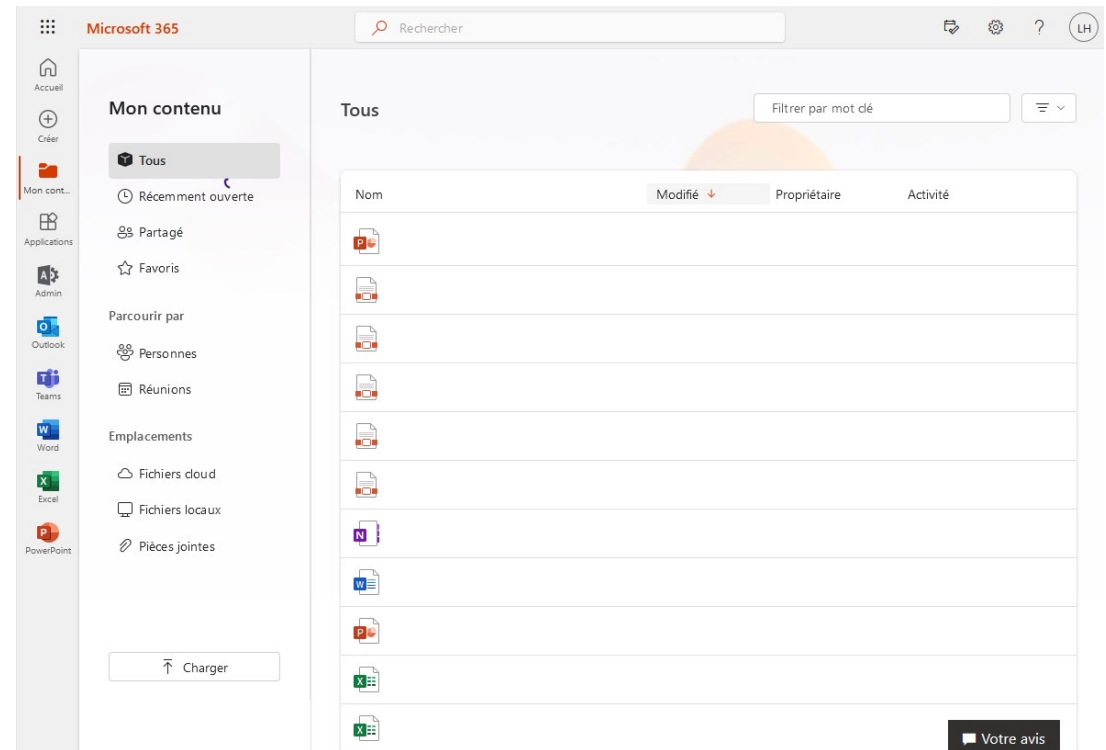 Microsoft 365
Rechercher
LH
Accueil
Créer
Mon cont...
Applications
Admin
Outlook
Teams
Word
Excel
PowerPoint
Mon contenu
Tous
Récemment ouverte
Partagé
Favoris
Parcourir par
Personnes
Réunions
Emplacements
Fichiers cloud
Fichiers locaux
Pièces jointes
Charger
Tous
Filtrer par mot clé
Nom Modifié Propriétaire Activité
Votre avis